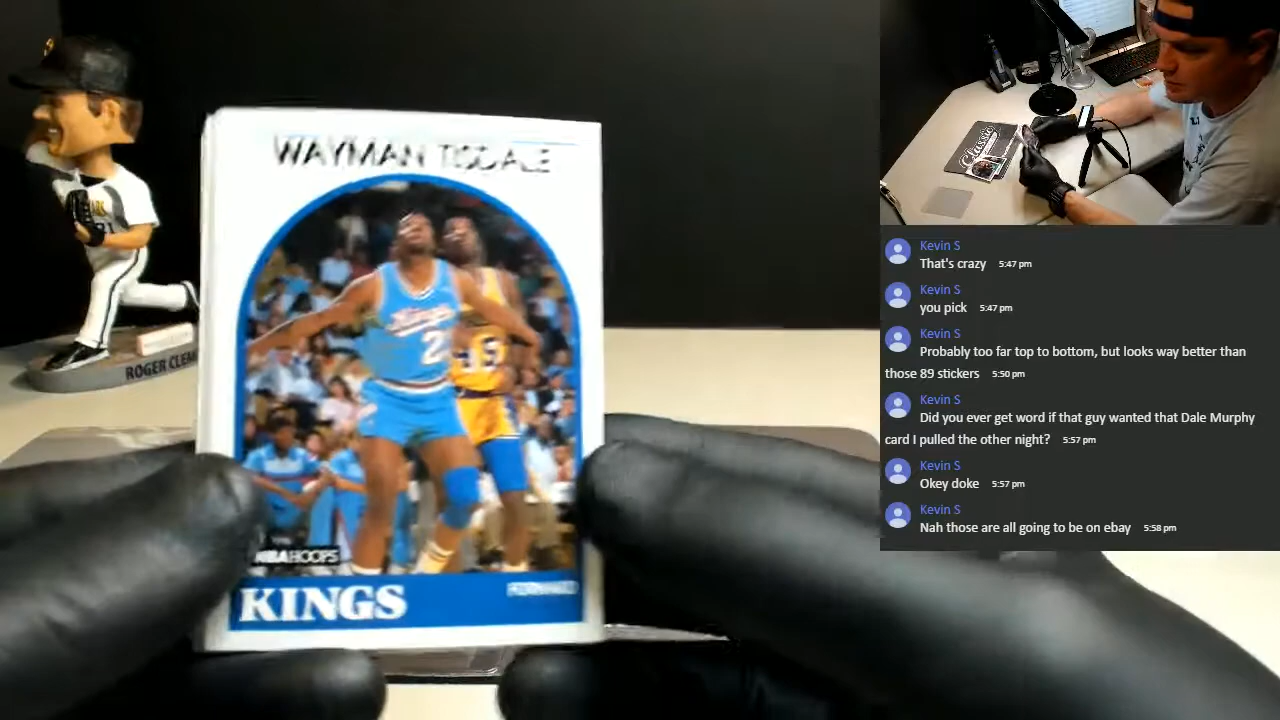 WAYMAN TISDALE
Kings
2
NBA HOOPS
KINGS
FORWARD
ROGER CLEM
Classic
Kevin S
That's crazy 5:47 pm
Kevin S
you pick 5:47 pm
Kevin S
Probably too far top to bottom, but looks way better than
those 89 stickers 5:50 pm
Kevin S
Did you ever get word if that guy wanted that Dale Murphy
card I pulled the other night? 5:57 pm
Kevin S
Okey doke 5:57 pm
Kevin S
Nah those are all going to be on ebay 5:58 pm